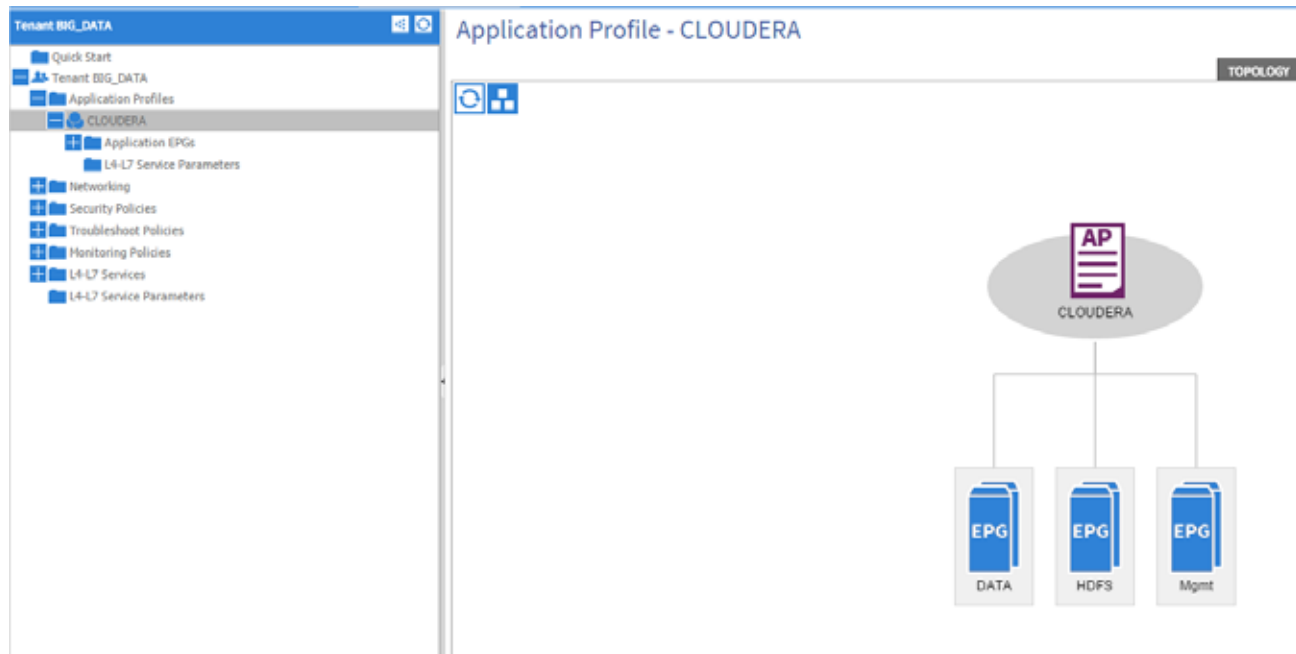 Tenant BIG_DATA
Quick Start
Tenant BIG_DATA
Application Profiles
CLOUDERA
Application EPGs
L4-L7 Service Parameters
Networking
Security Policies
Troubleshoot Policies
Monitoring Policies
L4-L7 Services
L4-L7 Service Parameters
Application Profile - CLOUDERA
TOPOLOGY
AP
CLOUDERA
EPG EPG EPG
DATA HDFS Mgmt